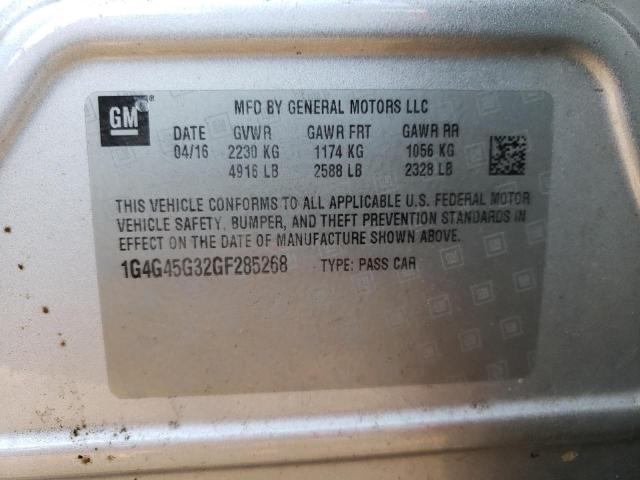 GM
MFD BY GENERAL MOTORS LLC
DATE GVWR GAWR FRT GAWR RR
04/16 2230 KG 1174 KG 1056 KG
4916 LB 2588 LB 2328 LB
THIS VEHICLE CONFORMS TO ALL APPLICABLE U.S. FEDERAL MOTOR
VEHICLE SAFETY, BUMPER, AND THEFT PREVENTION STANDARDS IN
EFFECT ON THE DATE OF MANUFACTURE SHOWN ABOVE.
1G4G45G32GF285268 TYPE: PASS CAR